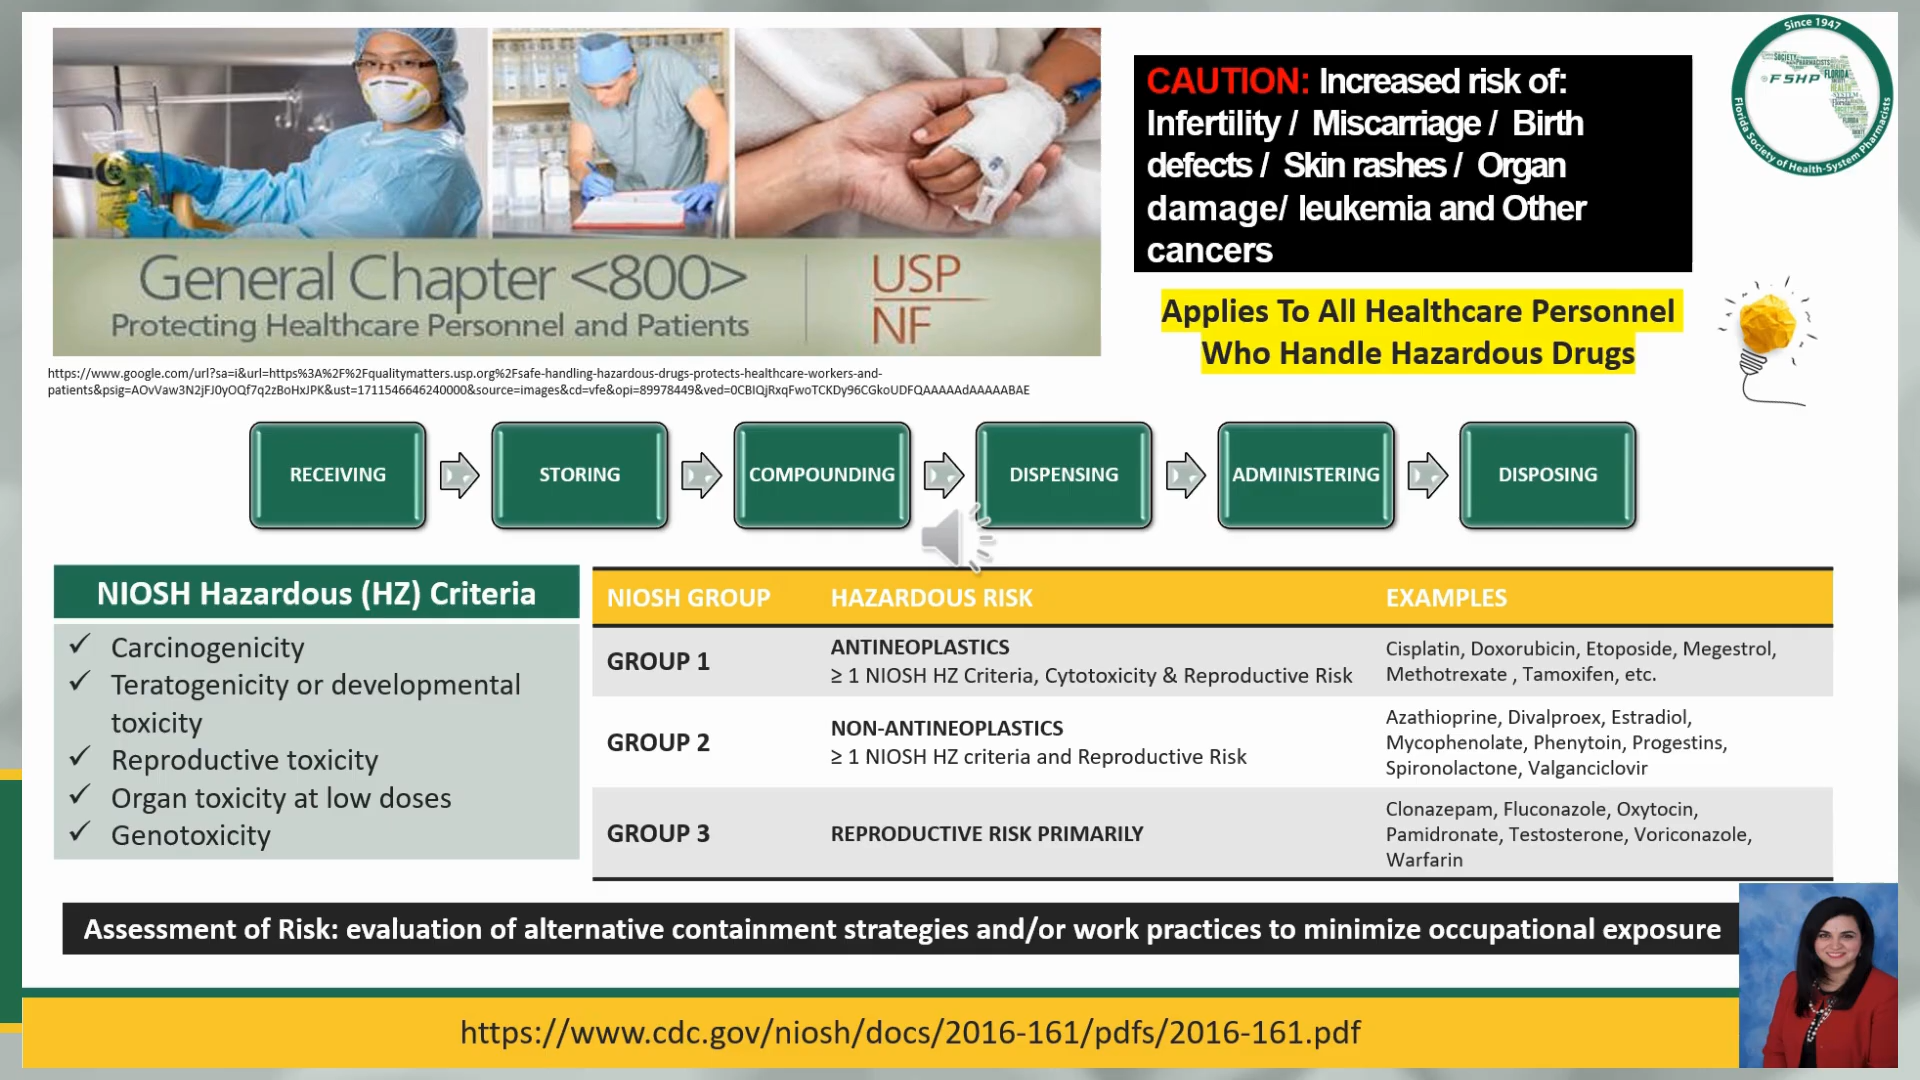 General Chapter <800>
Protecting Healthcare Personnel and Patients
USP
NF
https://www.google.com/url?sa=i&url=https%3A%2F%2Fqualitymatters.usp.org%2Fsafe-handling-hazardous-drugs-protects-healthcare-workers-and-
patients&psig=AOvVaw3N2jFJ0yOQf7q2zBoHxJPK&ust=1711546646240000&source=images&cd=vfe&opi=89978449&ved=0CBIQjRxqFwoTCKDy96CGkoUDFQAAAAAdAAAAABAE
CAUTION: Increased risk of:
Infertility / Miscarriage / Birth
defects / Skin rashes / Organ
damage/ leukemia and Other
cancers
Since 1947
FSHP
Florida Society of Health-System Pharmacists
Applies To All Healthcare Personnel
Who Handle Hazardous Drugs
RECEIVING
STORING
COMPOUNDING
DISPENSING
ADMINISTERING
DISPOSING
NIOSH Hazardous (HZ) Criteria
✓ Carcinogenicity
✓ Teratogenicity or developmental
toxicity
✓ Reproductive toxicity
✓ Organ toxicity at low doses
✓ Genotoxicity
NIOSH GROUP HAZARDOUS RISK EXAMPLES
GROUP 1
ANTINEOPLASTICS
≥ 1 NIOSH HZ Criteria, Cytotoxicity & Reproductive Risk
Cisplatin, Doxorubicin, Etoposide, Megestrol,
Methotrexate , Tamoxifen, etc.
GROUP 2
NON-ANTINEOPLASTICS
≥ 1 NIOSH HZ criteria and Reproductive Risk
Azathioprine, Divalproex, Estradiol,
Mycophenolate, Phenytoin, Progestins,
Spironolactone, Valganciclovir
GROUP 3
REPRODUCTIVE RISK PRIMARILY
Clonazepam, Fluconazole, Oxytocin,
Pamidronate, Testosterone, Voriconazole,
Warfarin
Assessment of Risk: evaluation of alternative containment strategies and/or work practices to minimize occupational exposure
https://www.cdc.gov/niosh/docs/2016-161/pdfs/2016-161.pdf